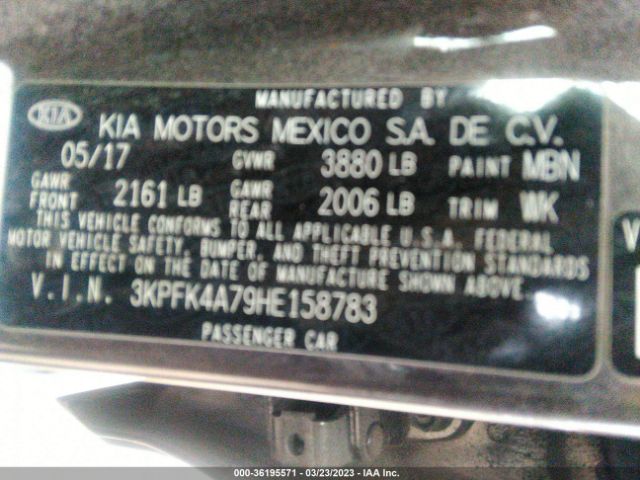 MANUFACTURED BY
KIA KIA MOTORS MEXICO S.A. DE C.V.
05/17 GVWR 3880 LB PAINT MBN
GAWR FRONT 2161 LB GAWR REAR 2006 LB TRIM WK
THIS VEHICLE CONFORMS TO ALL APPLICABLE U.S.A. FEDERAL
MOTOR VEHICLE SAFETY, BUMPER, AND THEFT PREVENTION STANDARDS
IN EFFECT ON THE DATE OF MANUFACTURE SHOWN ABOVE.
V.I.N. 3KPFK4A79HE158783
PASSENGER CAR
V
000-36195571 — 03/23/2023 — IAA Inc.